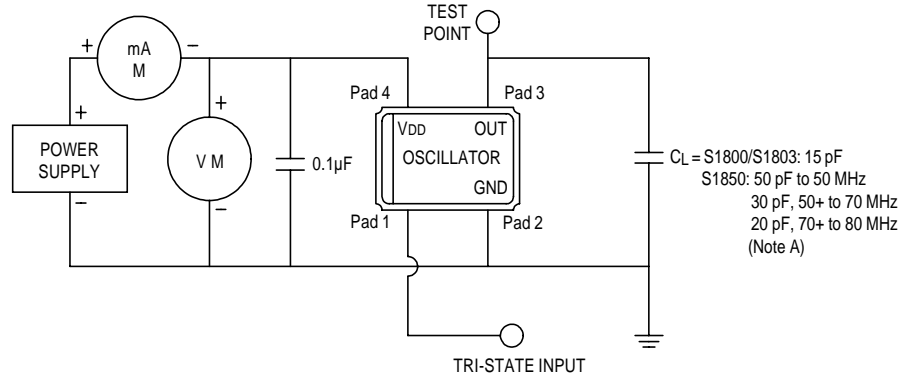 TEST
POINT
+
−
mA
M
Pad 4
Pad 3
+
+
VDD
OUT
POWER
SUPPLY
V M
0.1µF
OSCILLATOR
GND
CL = S1800/S1803: 15 pF
S1850: 50 pF to 50 MHz
30 pF, 50+ to 70 MHz
20 pF, 70+ to 80 MHz
(Note A)
−
−
Pad 1
Pad 2
TRI-STATE INPUT